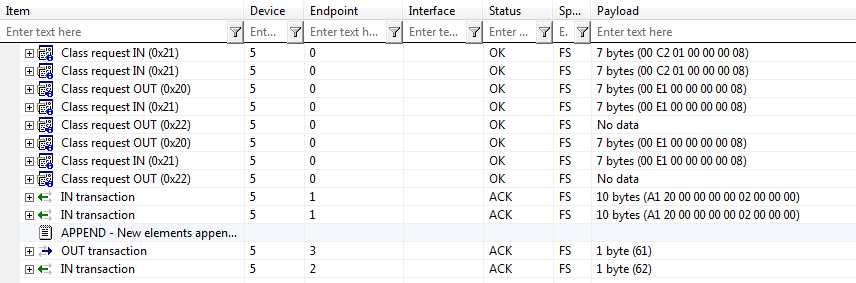 Item Device Endpoint Interface Status Sp... Payload
Enter text here Ent... Enter text h... Enter te... Enter ... E. Enter text here
Class request IN (0x21) 5 0 OK FS 7 bytes (00 C2 01 00 00 00 08)
Class request IN (0x21) 5 0 OK FS 7 bytes (00 C2 01 00 00 00 08)
Class request OUT (0x20) 5 0 OK FS 7 bytes (00 E1 00 00 00 00 08)
Class request IN (0x21) 5 0 OK FS 7 bytes (00 E1 00 00 00 00 08)
Class request OUT (0x22) 5 0 OK FS No data
Class request OUT (0x20) 5 0 OK FS 7 bytes (00 E1 00 00 00 00 08)
Class request IN (0x21) 5 0 OK FS 7 bytes (00 E1 00 00 00 00 08)
Class request OUT (0x22) 5 0 OK FS No data
IN transaction 5 1 ACK FS 10 bytes (A1 20 00 00 00 00 02 00 00 00)
IN transaction 5 1 ACK FS 10 bytes (A1 20 00 00 00 00 02 00 00 00)
APPEND - New elements appen...
OUT transaction 5 3 ACK FS 1 byte (61)
IN transaction 5 2 ACK FS 1 byte (62)